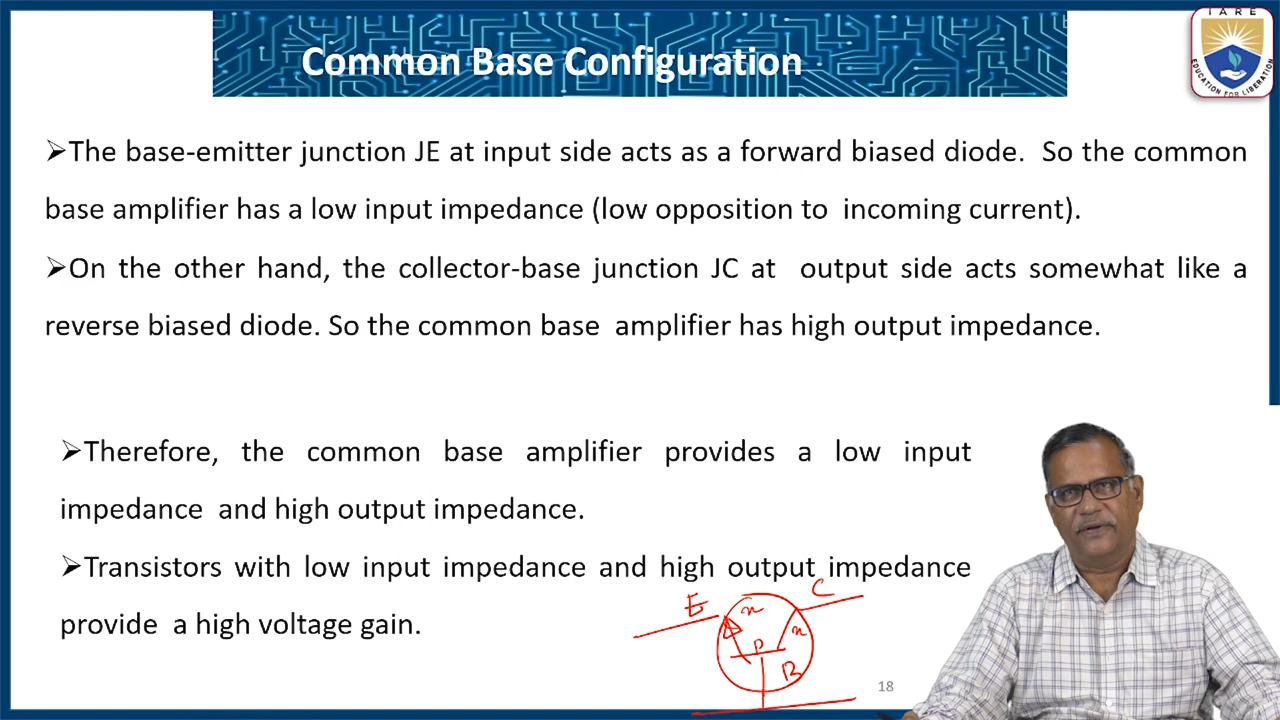 IARE
EDUCATION FOR LIBERATION
Common Base Configuration
➢The base-emitter junction JE at input side acts as a forward biased diode. So the common
base amplifier has a low input impedance (low opposition to incoming current).
➢On the other hand, the collector-base junction JC at output side acts somewhat like a
reverse biased diode. So the common base amplifier has high output impedance.
➢Therefore, the common base amplifier provides a low input
impedance and high output impedance.
➢Transistors with low input impedance and high output impedance
provide a high voltage gain.
E n C
P n
B
18